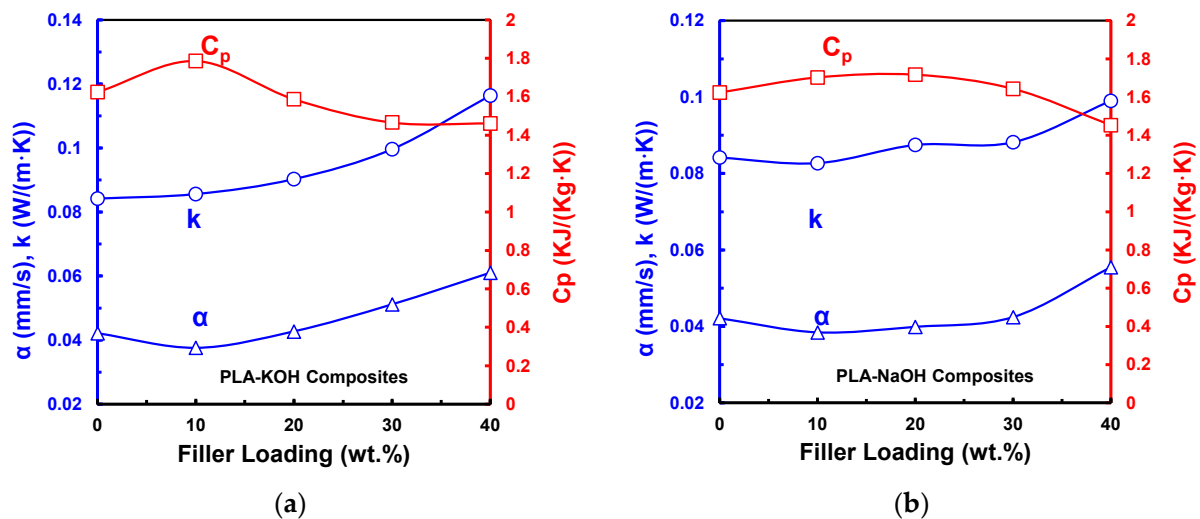 0.14
0.12
0.1
0.08
0.06
0.04
0.02
α (mm/s), k (W/(m·K))
Cp
k
α
PLA-KOH Composites
0 10 20 30 40
Filler Loading (wt.%)
2
1.8
1.6
1.4
1.2
1
0.8
0.6
0.4
0.2
0
Cp (KJ/(Kg·K)
(a)
0.12
0.1
0.08
0.06
0.04
0.02
α (mm/s), k (W/(m·K))
Cp
k
α
PLA-NaOH Composites
0 10 20 30 40
Filler Loading (wt.%)
2
1.8
1.6
1.4
1.2
1
0.8
0.6
0.4
0.2
0
Cp (KJ/(Kg·K)
(b)